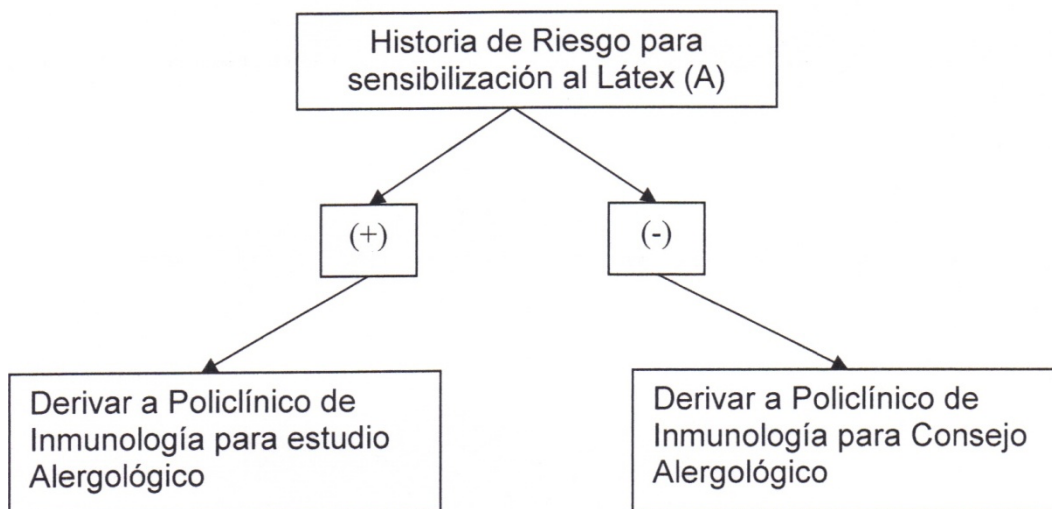 Historia de Riesgo para
sensibilización al Látex (A)
(+)
(-)
Derivar a Policlínico de
Inmunología para estudio
Alergológico
Derivar a Policlínico de
Inmunología para Consejo
Alergológico